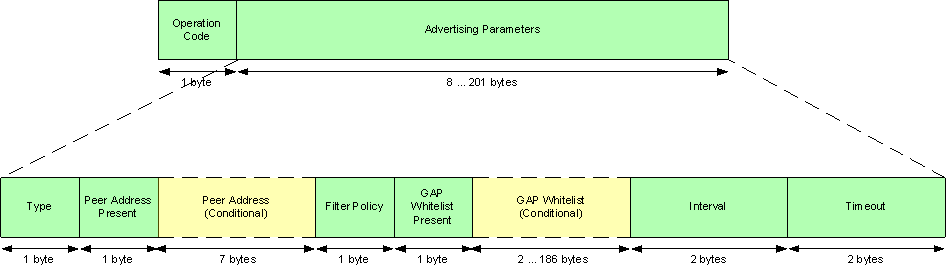 Operation
Code
Advertising Parameters
1 byte
8 ... 201 bytes
Type
Peer Address
Present
Peer Address
(Conditional)
Filter Policy
GAP
Whitelist
Present
GAP Whitelist
(Conditional)
Interval
Timeout
1 byte
1 byte
7 bytes
1 byte
1 byte
2 ... 186 bytes
2 bytes
2 bytes